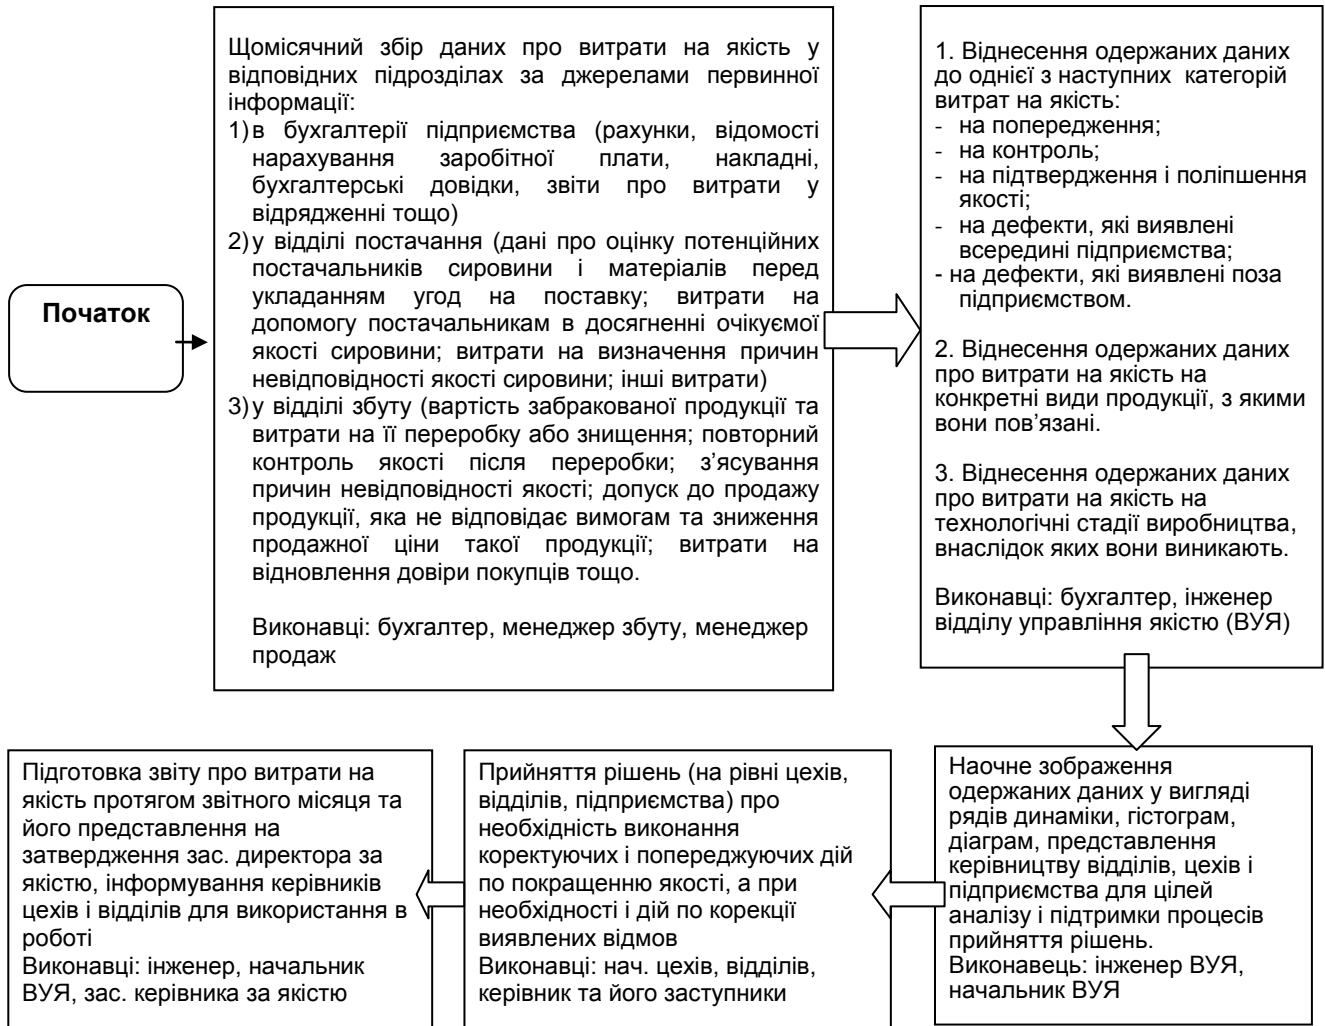 Початок
Щомісячний збір даних про витрати на якість у
відповідних підрозділах за джерелами первинної
інформації:
1) в бухгалтерії підприємства (рахунки, відомості
нарахування заробітної плати, накладні,
бухгалтерські довідки, звіти про витрати у
відрядженні тощо)
2) у відділі постачання (дані про оцінку потенційних
постачальників сировини і матеріалів перед
укладанням угод на поставку; витрати на
допомогу постачальникам в досягненні очікуємої
якості сировини; витрати на визначення причин
невідповідності якості сировини; інші витрати)
3) у відділі збуту (вартість забракованої продукції та
витрати на її переробку або знищення; повторний
контроль якості після переробки; з’ясування
причин невідповідності якості; допуск до продажу
продукції, яка не відповідає вимогам та зниження
продажної ціни такої продукції; витрати на
відновлення довіри покупців тощо.
Виконавці: бухгалтер, менеджер збуту, менеджер
продаж
1. Віднесення одержаних даних
до однієї з наступних категорій
витрат на якість:
- на попередження;
- на контроль;
- на підтвердження і поліпшення
якості;
- на дефекти, які виявлені
всередині підприємства;
- на дефекти, які виявлені поза
підприємством.
2. Віднесення одержаних даних
про витрати на якість на
конкретні види продукції, з якими
вони пов’язані.
3. Віднесення одержаних даних
про витрати на якість на
технологічні стадії виробництва,
внаслідок яких вони виникають.
Виконавці: бухгалтер, інженер
відділу управління якістю (ВУЯ)
Наочне зображення
одержаних даних у вигляді
рядів динаміки, гістограм,
діаграм, представлення
керівництву відділів, цехів і
підприємства для цілей
аналізу і підтримки процесів
прийняття рішень.
Виконавець: інженер ВУЯ,
начальник ВУЯ
Прийняття рішень (на рівні цехів,
відділів, підприємства) про
необхідність виконання
коректуючих і попереджуючих дій
по покращенню якості, а при
необхідності і дій по корекції
виявлених відмов
Виконавці: нач. цехів, відділів,
керівник та його заступники
Підготовка звіту про витрати на
якість протягом звітного місяця та
його представлення на
затвердження зас. директора за
якістю, інформування керівників
цехів і відділів для використання в
роботі
Виконавці: інженер, начальник
ВУЯ, зас. керівника за якістю